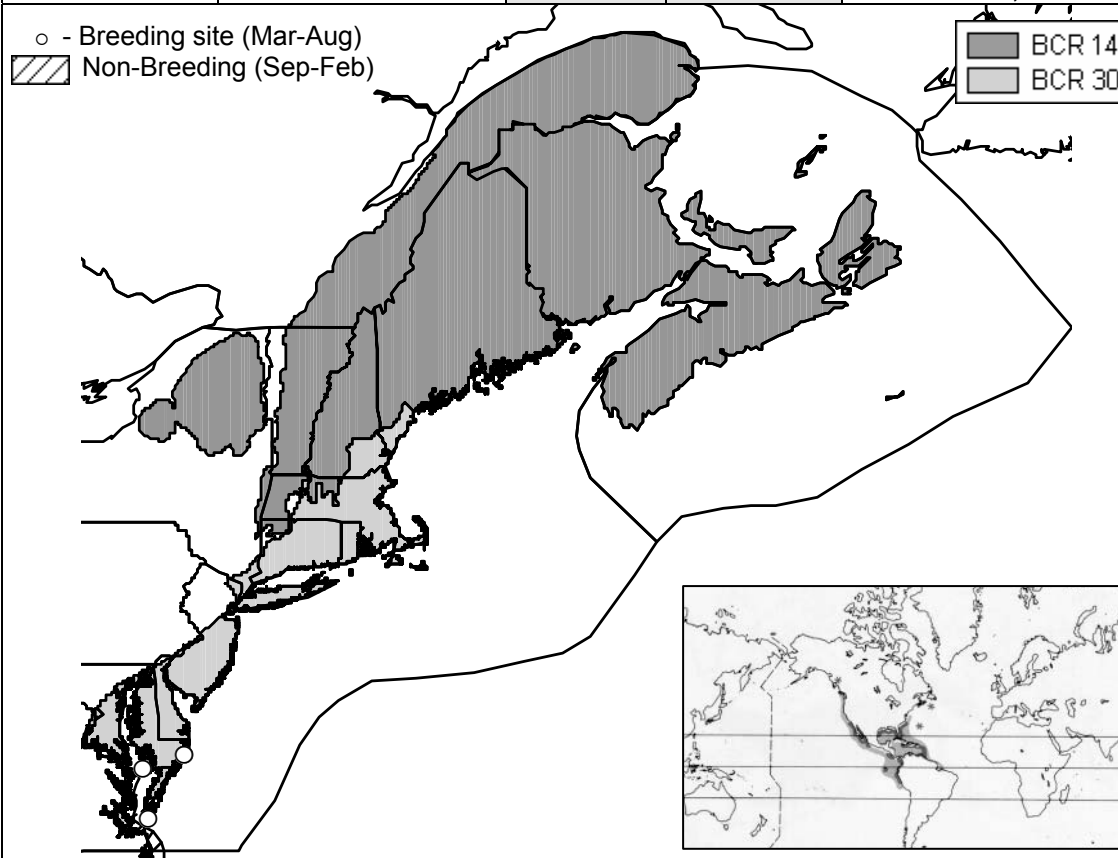 ○ - Breeding site (Mar-Aug)
Non-Breeding (Sep-Feb)
BCR 14
BCR 30